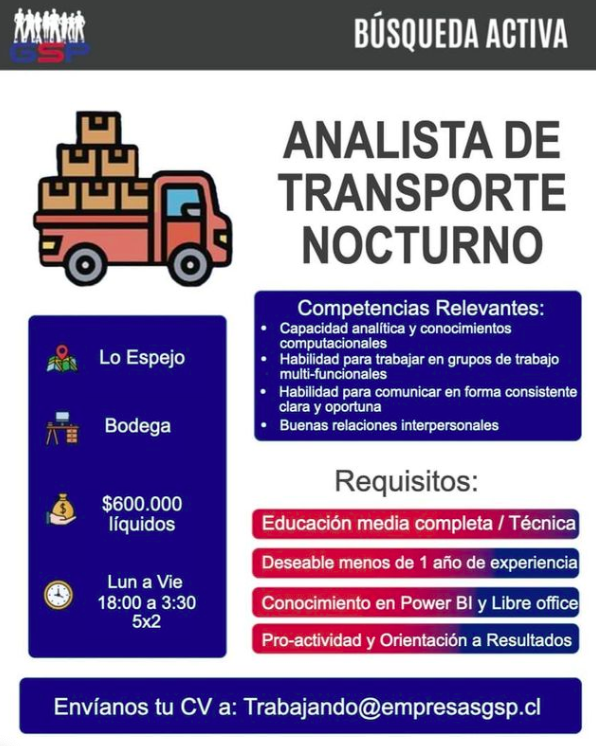 GSP
BÚSQUEDA ACTIVA
ANALISTA DE
TRANSPORTE
NOCTURNO
Lo Espejo
Bodega
$600.000
líquidos
Lun a Vie
18:00 a 3:30
5x2
Competencias Relevantes:
• Capacidad analítica y conocimientos
computacionales
• Habilidad para trabajar en grupos de trabajo
multi-funcionales
• Habilidad para comunicar en forma consistente
clara y oportuna
• Buenas relaciones interpersonales
Requisitos:
Educación media completa / Técnica
Deseable menos de 1 año de experiencia
Conocimiento en Power BI y Libre office
Pro-actividad y Orientación a Resultados
Envíanos tu CV a: Trabajando@empresasgsp.cl